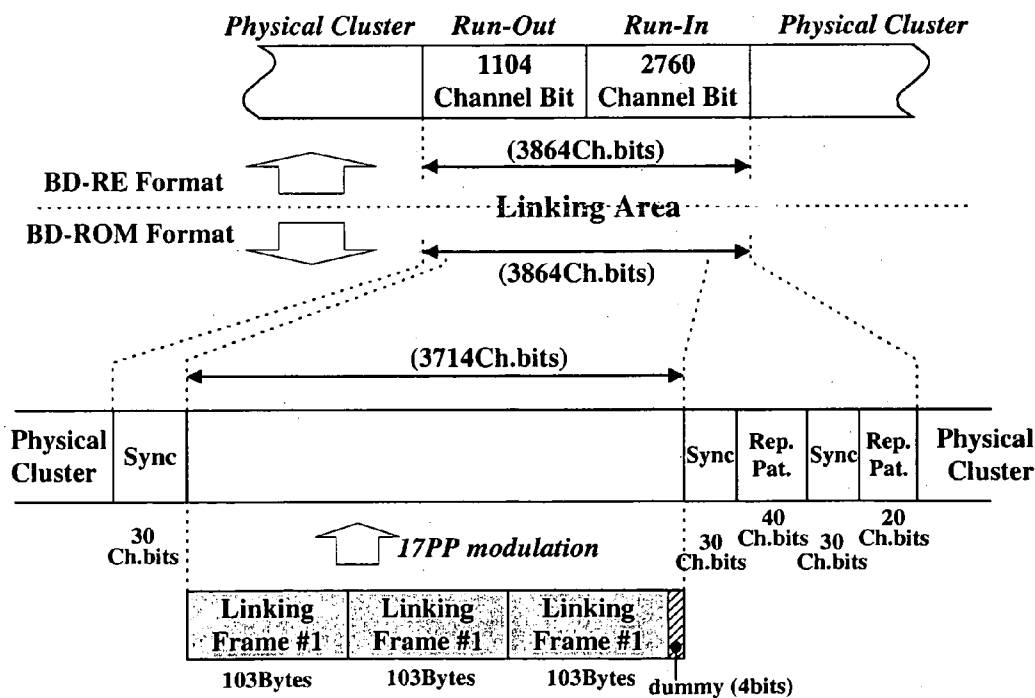 Physical Cluster Run-Out Run-In Physical Cluster
1104 Channel Bit
2760 Channel Bit
(3864Ch.bits)
BD-RE Format
Linking Area
BD-ROM Format
(3864Ch.bits)
(3714Ch.bits)
Physical Cluster
Sync
Sync
Rep. Pat.
Sync
Rep. Pat.
Physical Cluster
30 Ch.bits
17PP modulation
30 Ch.bits
40 Ch.bits
30 Ch.bits
20 Ch.bits
Linking Frame #1
Linking Frame #1
Linking Frame #1
103Bytes
103Bytes
103Bytes
dummy (4bits)